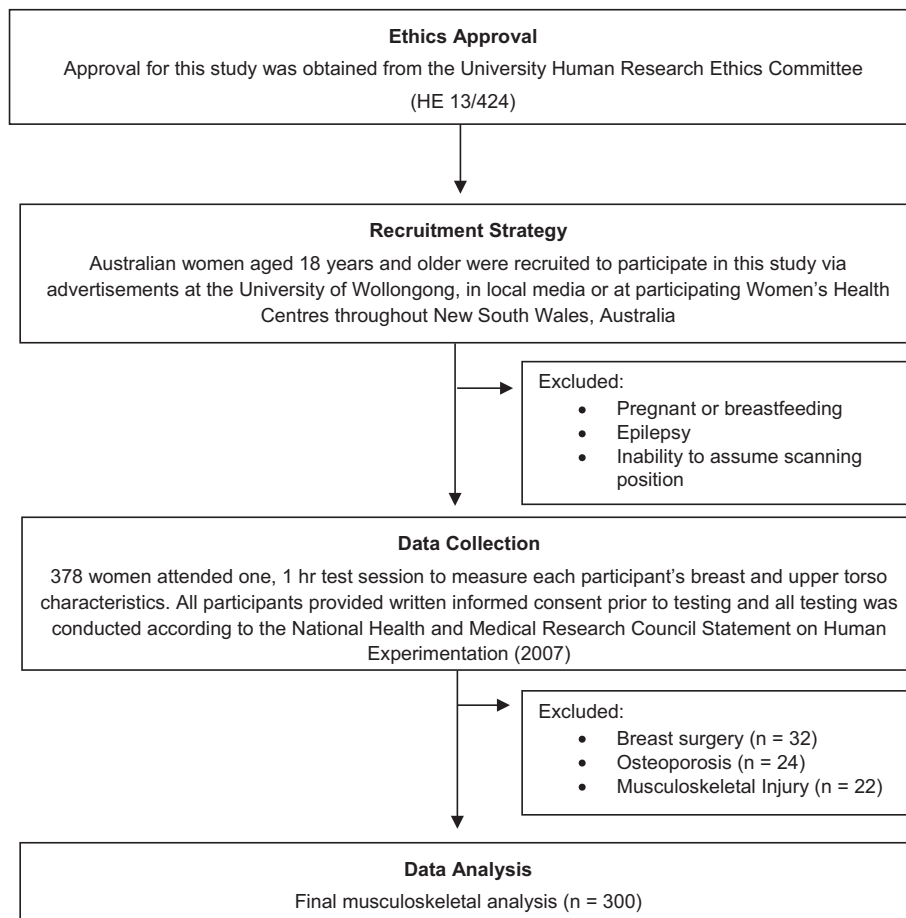 Ethics Approval
Approval for this study was obtained from the University Human Research Ethics Committee
(HE 13/424)
Recruitment Strategy
Australian women aged 18 years and older were recruited to participate in this study via
advertisements at the University of Wollongong, in local media or at participating Women's Health
Centres throughout New South Wales, Australia
Excluded:
• Pregnant or breastfeeding
• Epilepsy
• Inability to assume scanning
position
Data Collection
378 women attended one, 1 hr test session to measure each participant's breast and upper torso
characteristics. All participants provided written informed consent prior to testing and all testing was
conducted according to the National Health and Medical Research Council Statement on Human
Experimentation (2007)
Excluded:
• Breast surgery (n = 32)
• Osteoporosis (n = 24)
• Musculoskeletal Injury (n = 22)
Data Analysis
Final musculoskeletal analysis (n = 300)